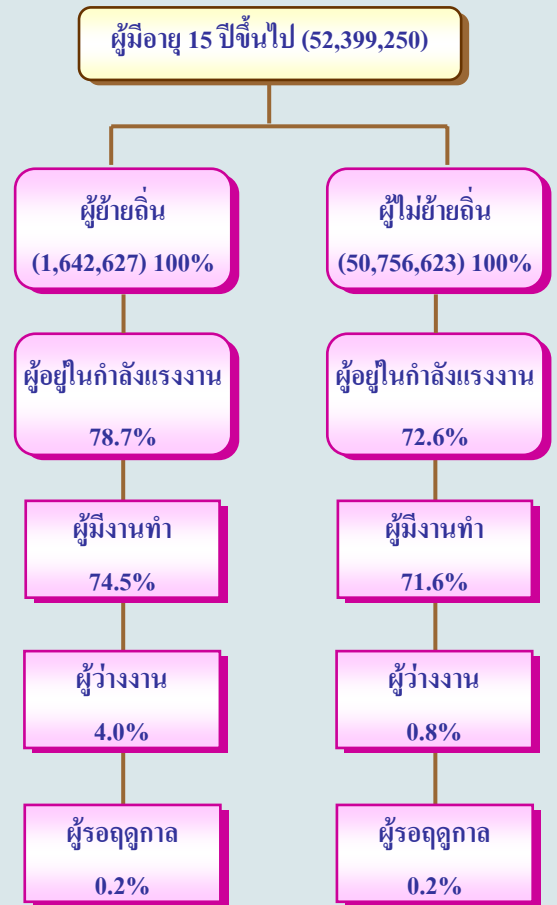 ผู้มีอายุ 15 ปีขึ้นไป (52,399,250)
ผู้ย้ายถิ่น
(1,642,627) 100%
ผู้อยู่ในกำลังแรงงาน
78.7%
ผู้มีงานทำ
74.5%
ผู้ว่างงาน
4.0%
ผู้รอฤดูกาล
0.2%
ผู้ไม่ย้ายถิ่น
(50,756,623) 100%
ผู้อยู่ในกำลังแรงงาน
72.6%
ผู้มีงานทำ
71.6%
ผู้ว่างงาน
0.8%
ผู้รอฤดูกาล
0.2%